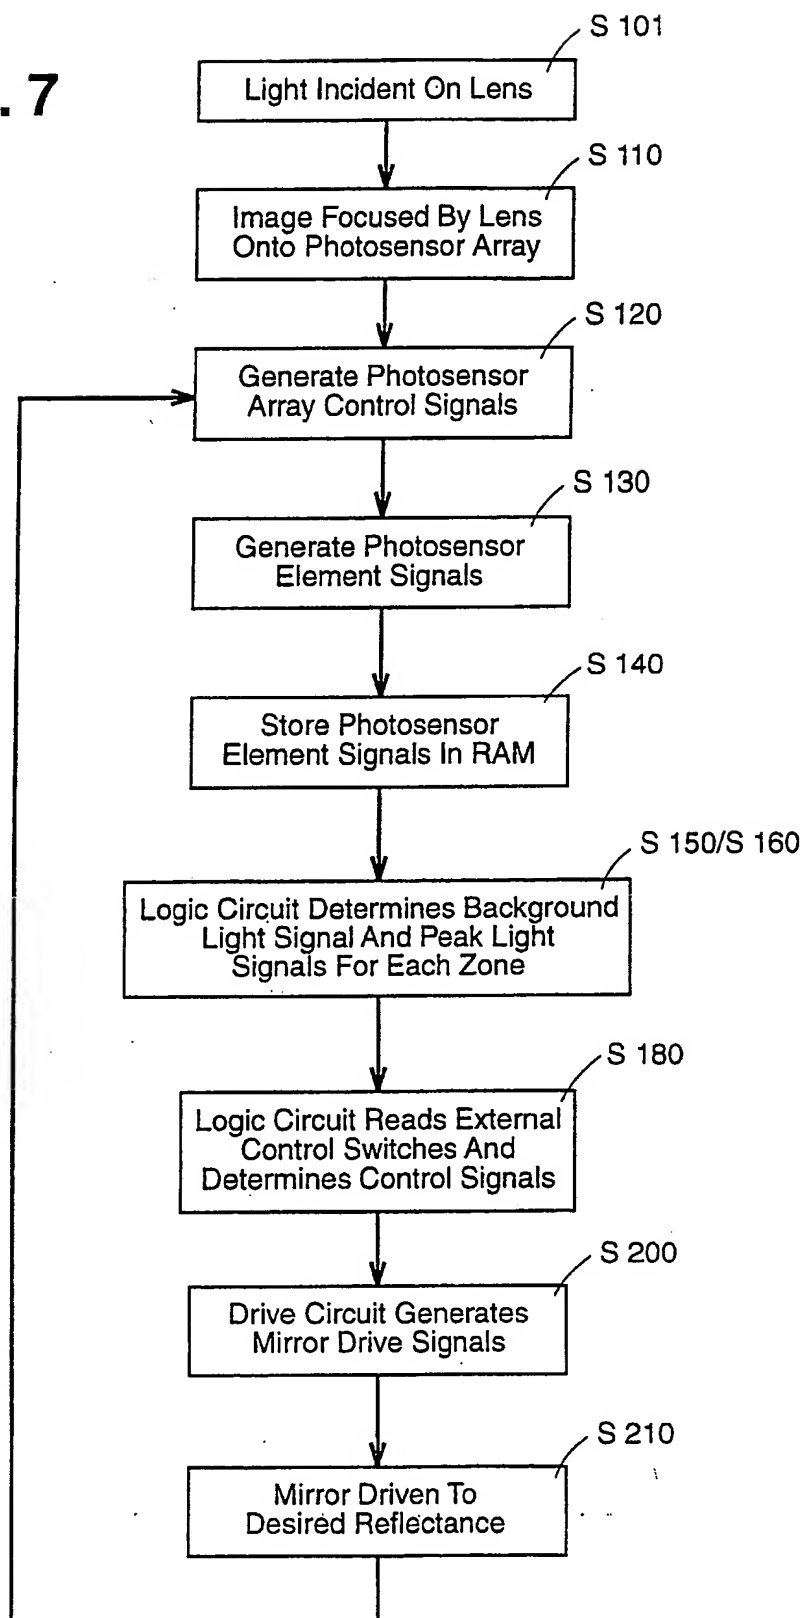 . 7
S 101
Light Incident On Lens
S 110
Image Focused By Lens
Onto Photosensor Array
S 120
Generate Photosensor
Array Control Signals
S 130
Generate Photosensor
Element Signals
S 140
Store Photosensor
Element Signals In RAM
S 150/S 160
Logic Circuit Determines Background
Light Signal And Peak Light
Signals For Each Zone
S 180
Logic Circuit Reads External
Control Switches And
Determines Control Signals
S 200
Drive Circuit Generates
Mirror Drive Signals
S 210
Mirror Driven To
Desired Reflectance